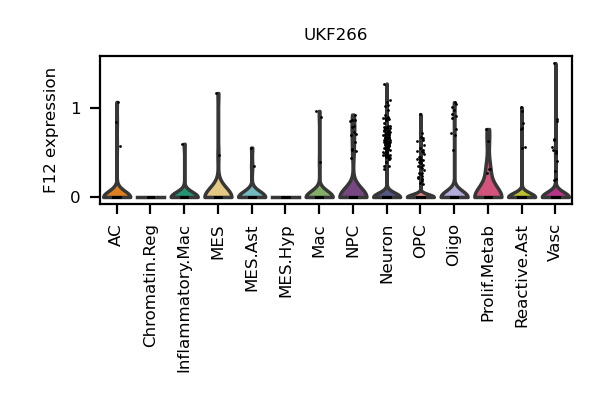 UKF266
F12 expression
1
0
AC
Chromatin.Reg
Inflammatory.Mac
MES
MES.Ast
MES.Hyp
Mac
NPC
Neuron
OPC
Oligo
Prolif.Metab
Reactive.Ast
Vasc